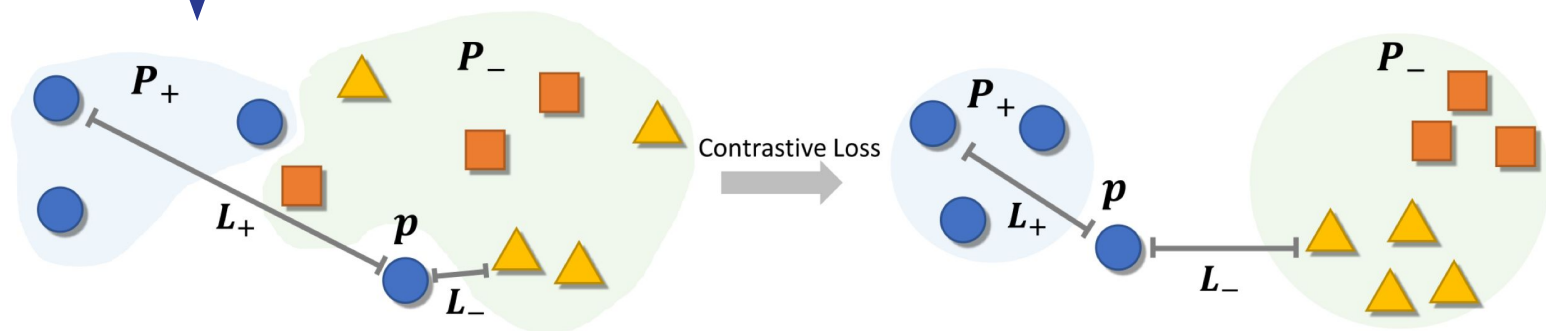 P₊
P₋
L₊
p
L₋
Contrastive Loss
P₊
P₋
p
L₊
L₋